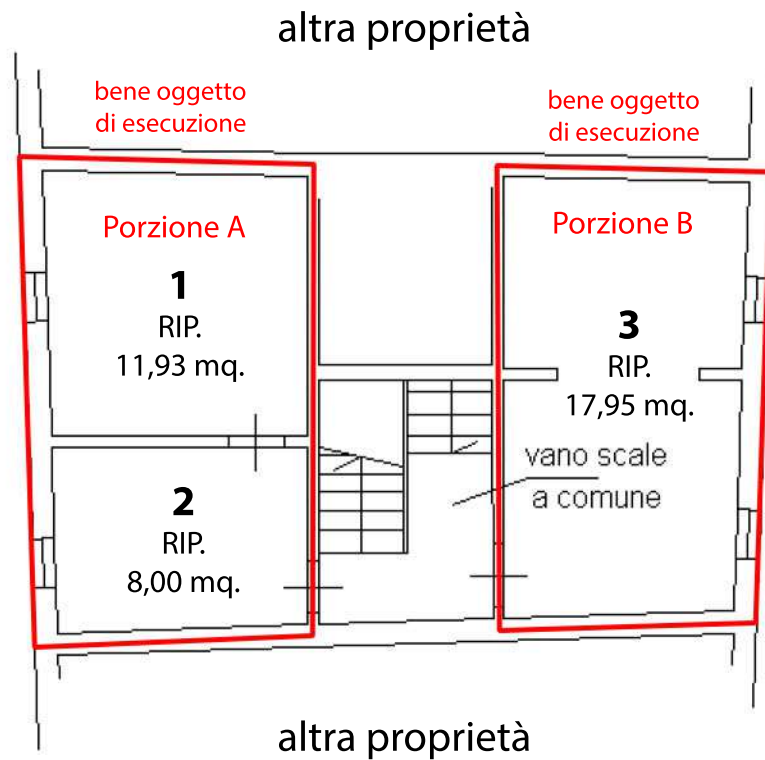 altra proprietà
bene oggetto
di esecuzione
bene oggetto
di esecuzione
Porzione A
Porzione B
1
RIP.
11,93 mq.
3
RIP.
17,95 mq.
vano scale
a comune
2
RIP.
8,00 mq.
altra proprietà